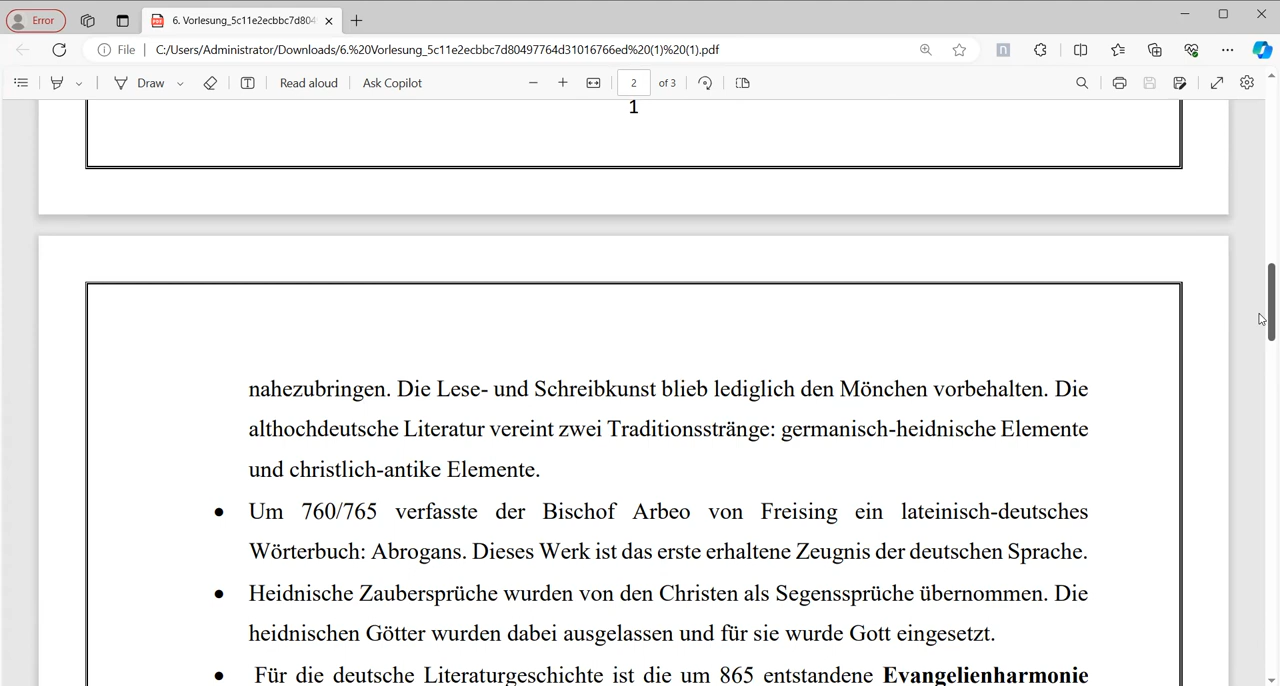 Error
6. Vorlesung_5c11e2ecbbc7d804
File
C:/Users/Administrator/Downloads/6.%20Vorlesung_5c11e2ecbbc7d80497764d51016766ed%20(1)%20(1).pdf
Draw
Read aloud
Ask Copilot
2 of 3
1
nahezubringen. Die Lese- und Schreibkunst blieb lediglich den Mönchen vorbehalten. Die
althochdeutsche Literatur vereint zwei Traditionsstränge: germanisch-heidnische Elemente
und christlich-antike Elemente.
• Um 760/765 verfasste der Bischof Arbeo von Freising ein lateinisch-deutsches
Wörterbuch: Abrogans. Dieses Werk ist das erste erhaltene Zeugnis der deutschen Sprache.
• Heidnische Zaubersprüche wurden von den Christen als Segenssprüche übernommen. Die
heidnischen Götter wurden dabei ausgelassen und für sie wurde Gott eingesetzt.
• Für die deutsche Literaturgeschichte ist die um 865 entstandene Evangelienharmonie